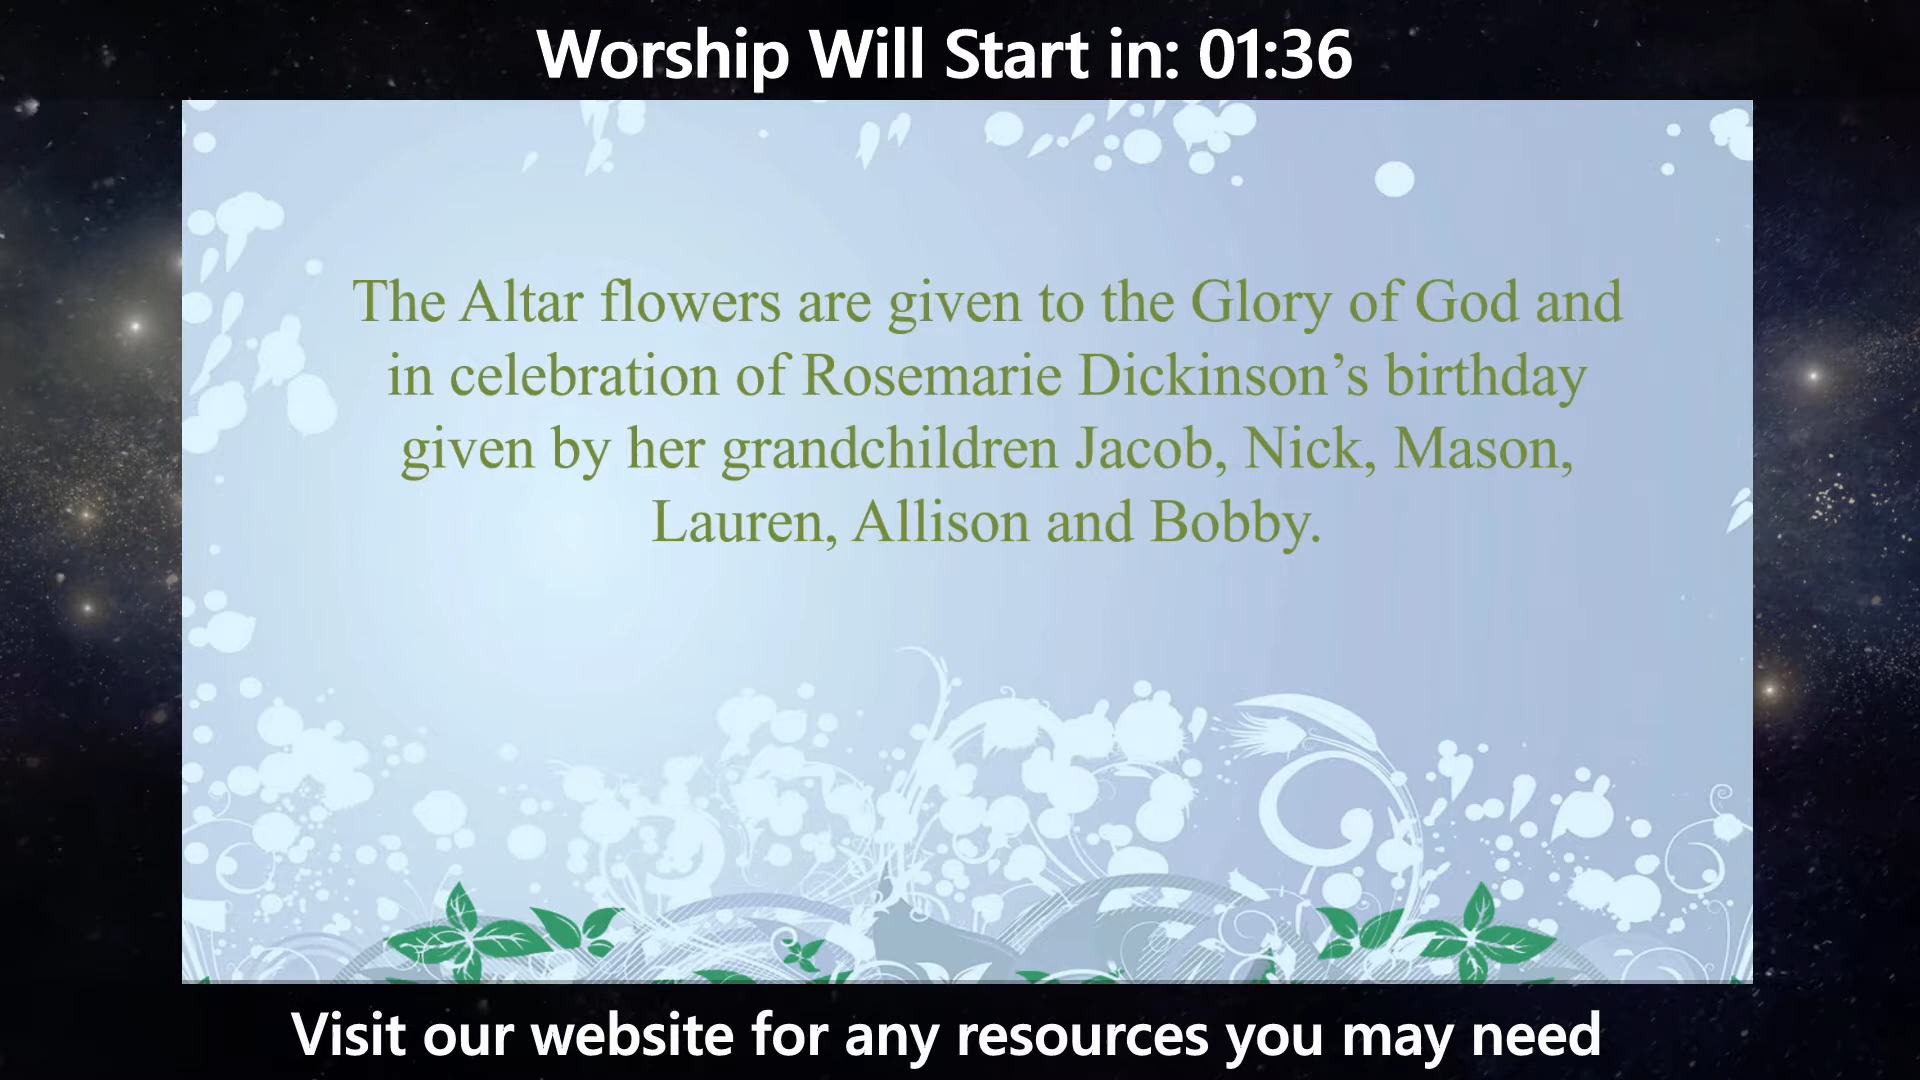 Worship Will Start in: 01:36
The Altar flowers are given to the Glory of God and
in celebration of Rosemarie Dickinson’s birthday
given by her grandchildren Jacob, Nick, Mason,
Lauren, Allison and Bobby.
Visit our website for any resources you may need